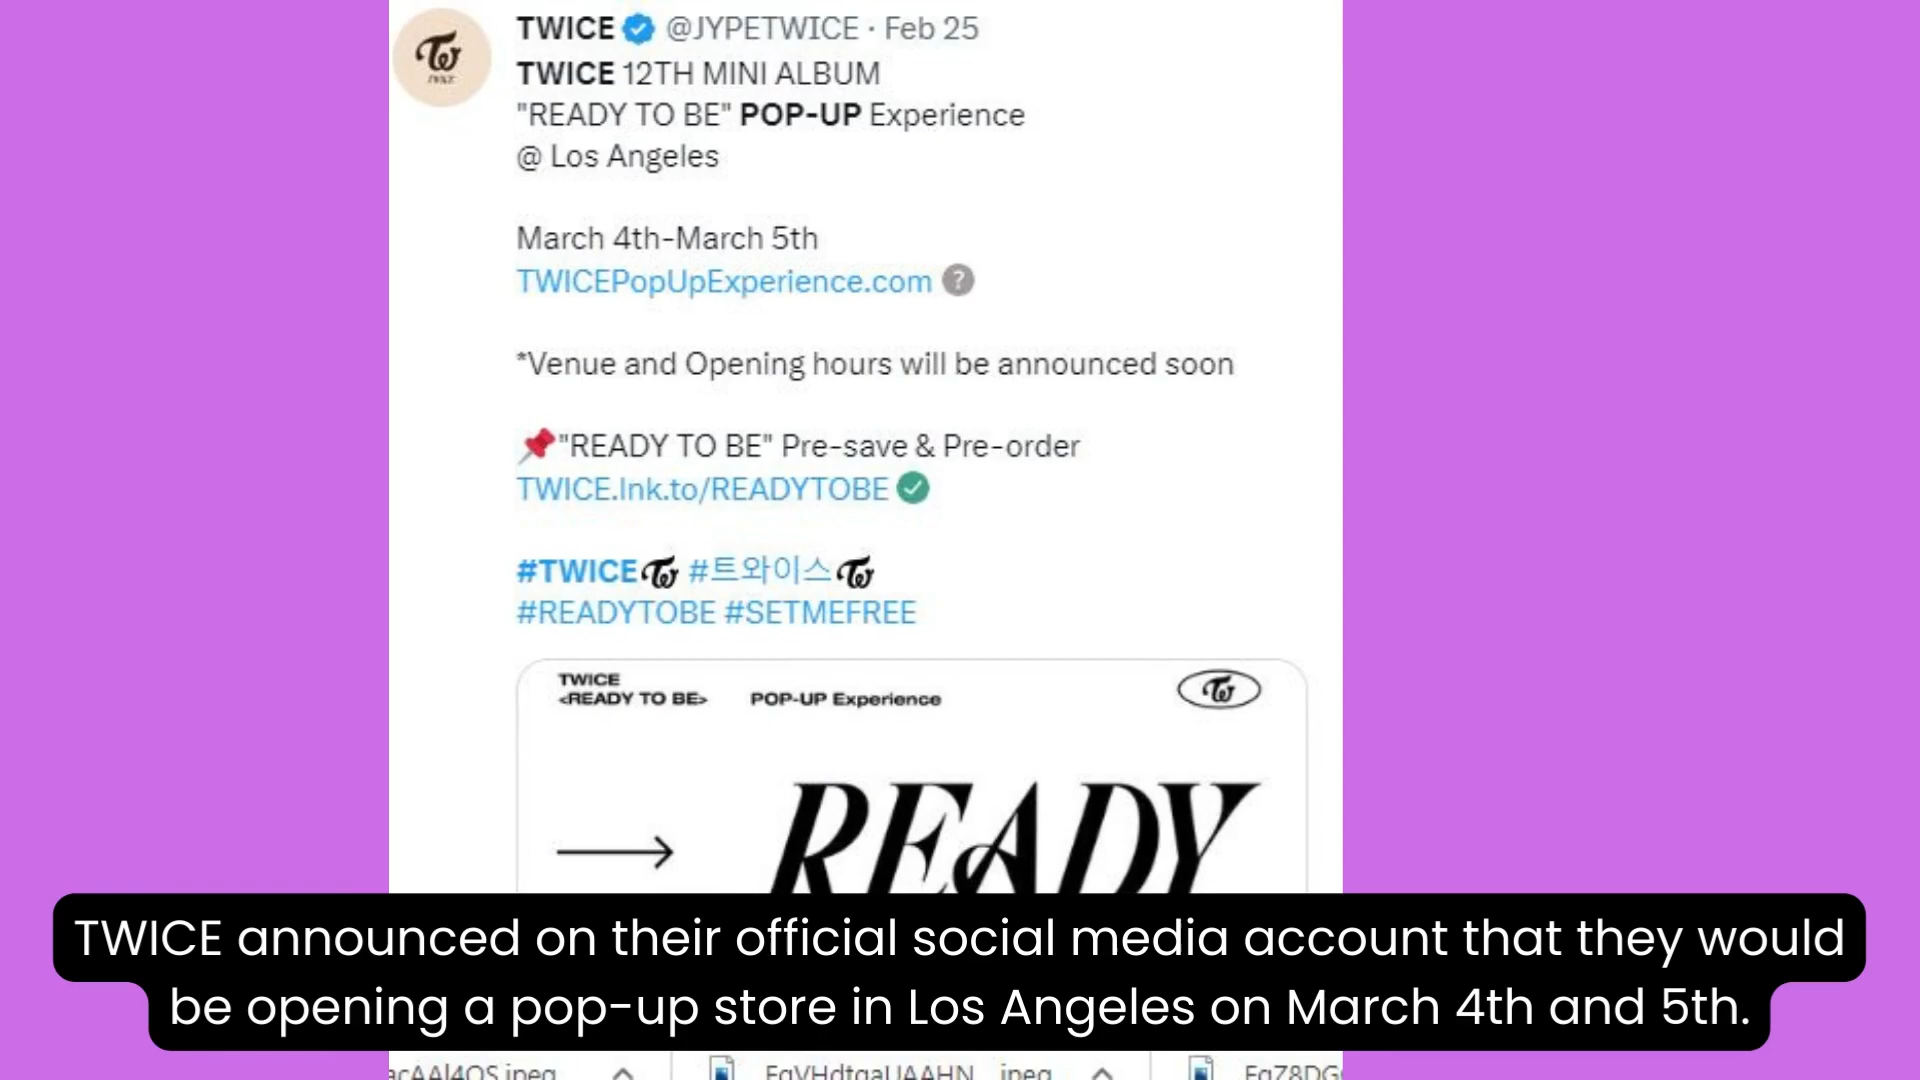 TWICE @JYPETWICE · Feb 25
TWICE 12TH MINI ALBUM
"READY TO BE" POP-UP Experience
@ Los Angeles
March 4th-March 5th
TWICEPopUpExperience.com
*Venue and Opening hours will be announced soon
"READY TO BE" Pre-save & Pre-order
TWICE.lnk.to/READYTOBE
#TWICE #트와이스
#READYTOBE #SETMEFREE
TWICE
<READY TO BE> POP-UP Experience
READY
TWICE announced on their official social media account that they would
be opening a pop-up store in Los Angeles on March 4th and 5th.